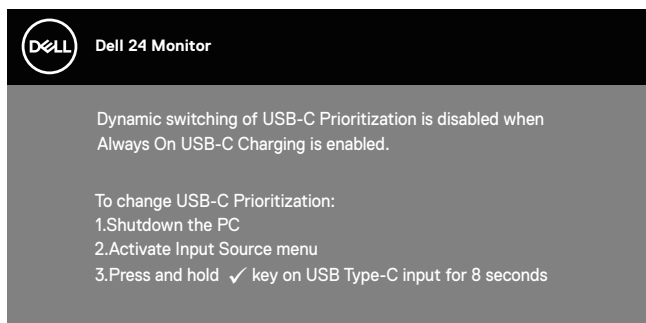 DELL
Dell 24 Monitor
Dynamic switching of USB-C Prioritization is disabled when
Always On USB-C Charging is enabled.
To change USB-C Prioritization:
1.Shutdown the PC
2.Activate Input Source menu
3.Press and hold ✓ key on USB Type-C input for 8 seconds